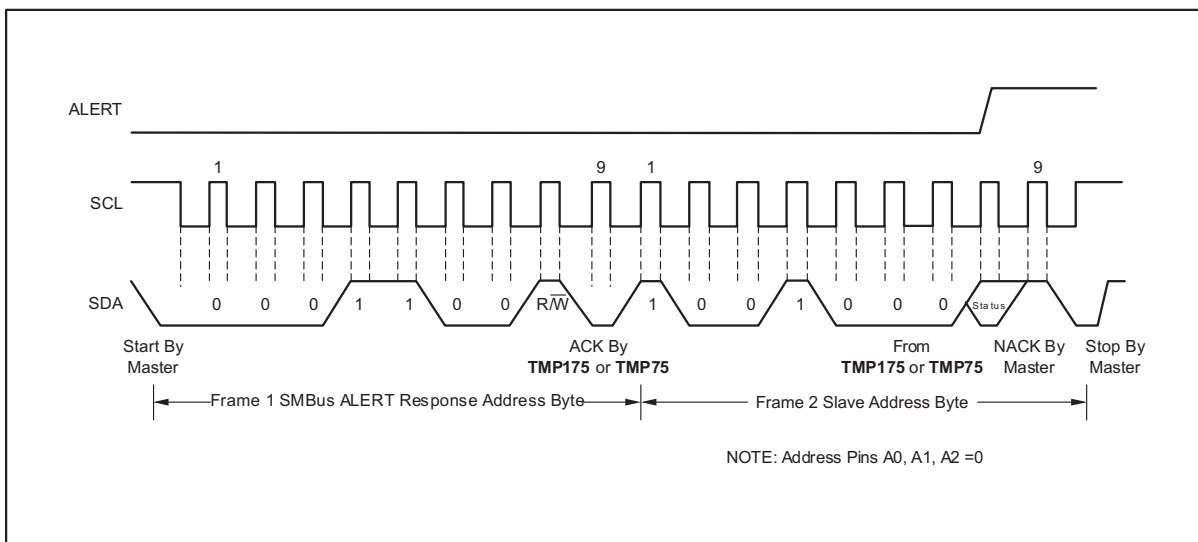 ALERT
1 9 1 9
SCL
SDA
0 0 0 1 1 0 0 R/W̅ 1 0 0 1 0 0 0 Status
Start By
Master
ACK By
TMP175 or TMP75
From
TMP175 or TMP75
NACK By
Master
Stop By
Master
Frame 1 SMBus ALERT Response Address Byte
Frame 2 Slave Address Byte
NOTE: Address Pins A0, A1, A2 =0